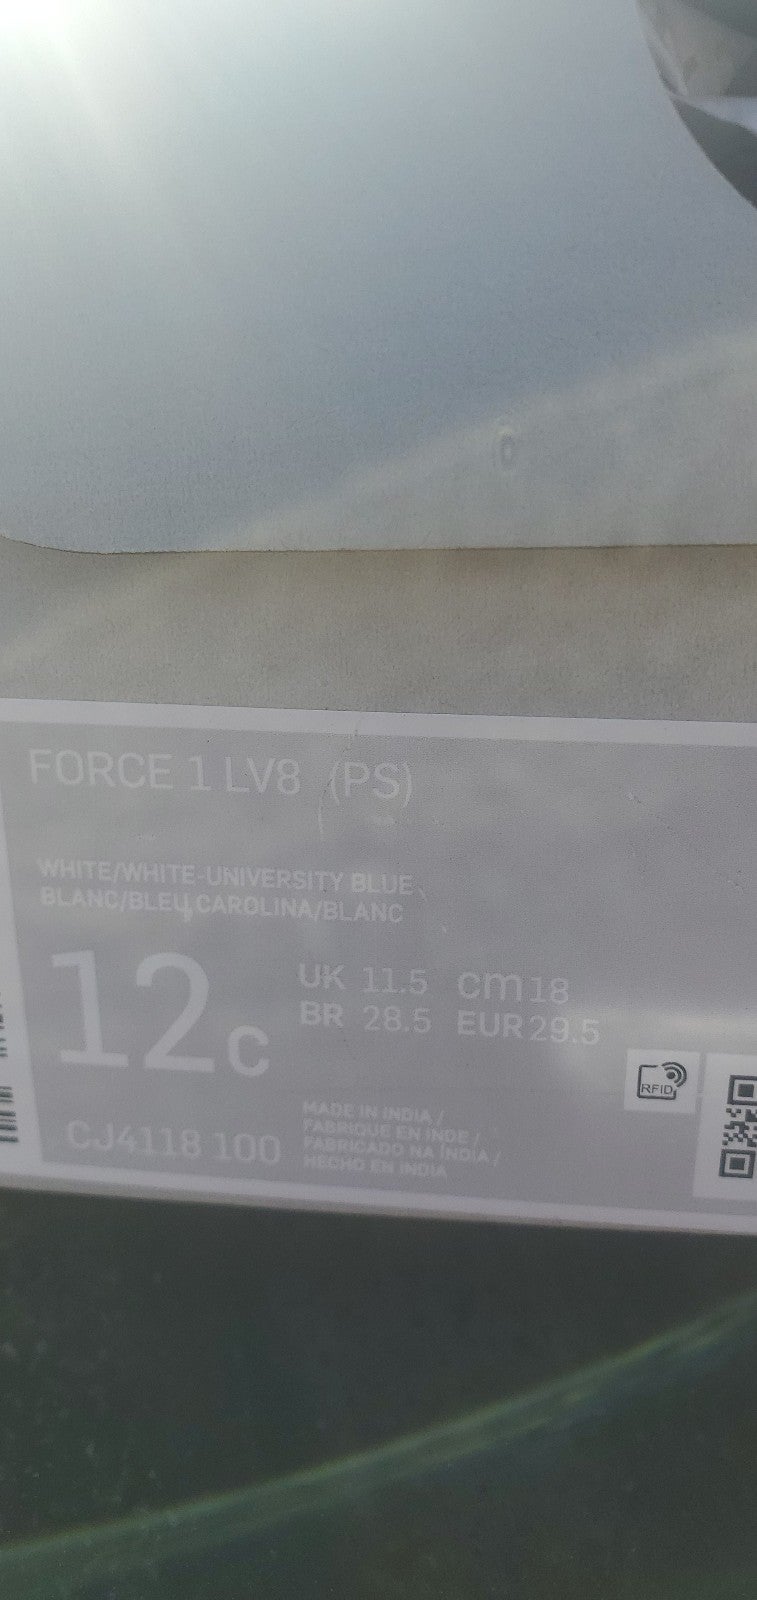 FORCE 1 LV8 (PS)
WHITE/WHITE-UNIVERSITY BLUE
BLANC/BLEU CAROLINA/BLANC
12C
UK 11.5 cm 18
BR 28.5 EUR 29.5
RFID
CJ4118 100
MADE IN INDIA /
FABRIQUE EN INDE /
FABRICADO NA ÍNDIA /
HECHO EN INDIA